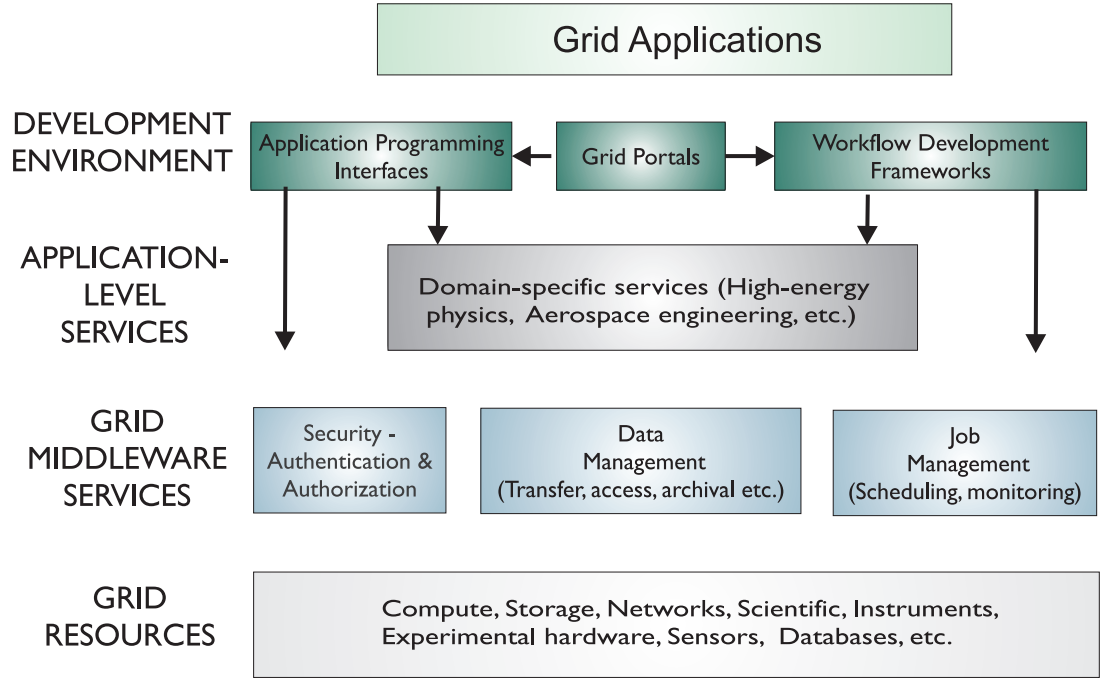 Grid Applications
DEVELOPMENT
ENVIRONMENT
Application Programming
Interfaces
Grid Portals
Workflow Development
Frameworks
APPLICATION-
LEVEL
SERVICES
Domain-specific services (High-energy
physics, Aerospace engineering, etc.)
GRID
MIDDLEWARE
SERVICES
Security -
Authentication &
Authorization
Data
Management
(Transfer, access, archival etc.)
Job
Management
(Scheduling, monitoring)
GRID
RESOURCES
Compute, Storage, Networks, Scientific, Instruments,
Experimental hardware, Sensors, Databases, etc.